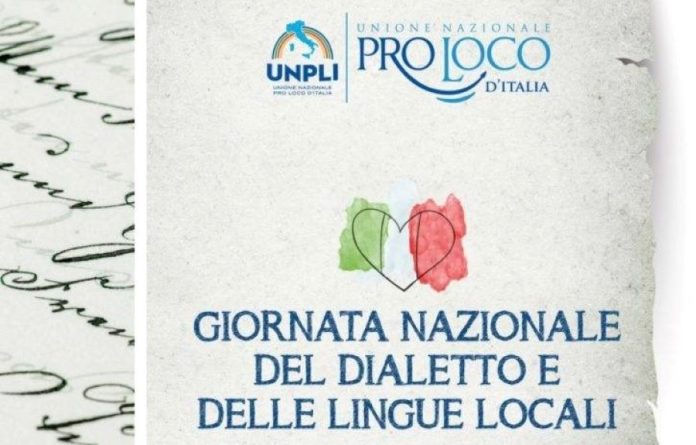 UNPLI
UNIONE NAZIONALE
PRO LOCO D'ITALIA
UNIONE NAZIONALE
PRO LOCO
D'ITALIA
GIORNATA NAZIONALE
DEL DIALETTO E
DELLE LINGUE LOCALI